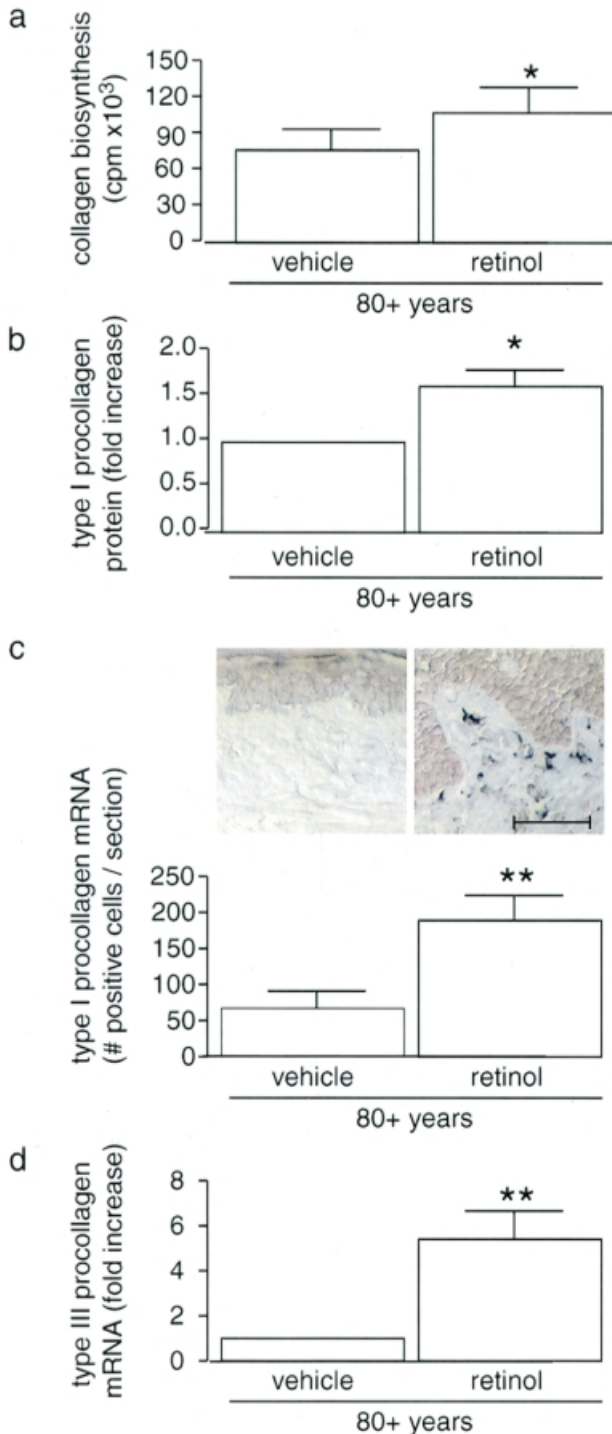 a
collagen biosynthesis
(cpm x10³)
150
120
90
60
30
0
*
vehicle retinol
80+ years
b
type I procollagen
protein (fold increase)
2.0
1.5
1.0
0.5
0.0
*
vehicle retinol
80+ years
c
type I procollagen mRNA
(# positive cells / section)
250
200
150
100
50
0
**
vehicle retinol
80+ years
d
type III procollagen
mRNA (fold increase)
8
6
4
2
0
**
vehicle retinol
80+ years